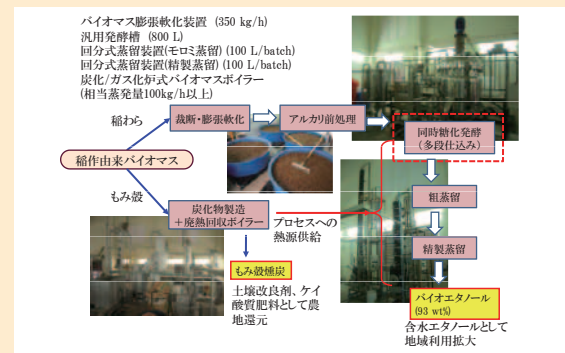 バイオマス膨張軟化装置 (350 kg/h)
汎用発酵槽 (800 L)
回分式蒸留装置(モロミ蒸留) (100 L/batch)
回分式蒸留装置(精製蒸留) (100 L/batch)
炭化/ガス化炉式バイオマスボイラー
(相当蒸発量100kg/h以上)
稲わら
裁断・膨張軟化
アルカリ前処理
同時糖化発酵
(多段仕込み)
稲作由来バイオマス
粗蒸留
もみ殻
炭化物製造
+廃熱回収ボイラー
プロセスへの
熱源供給
精製蒸留
もみ殻燻炭
土壌改良剤、ケイ
酸質肥料として農
地還元
バイオエタノール
(93 wt%)
含水エタノールとして
地域利用拡大